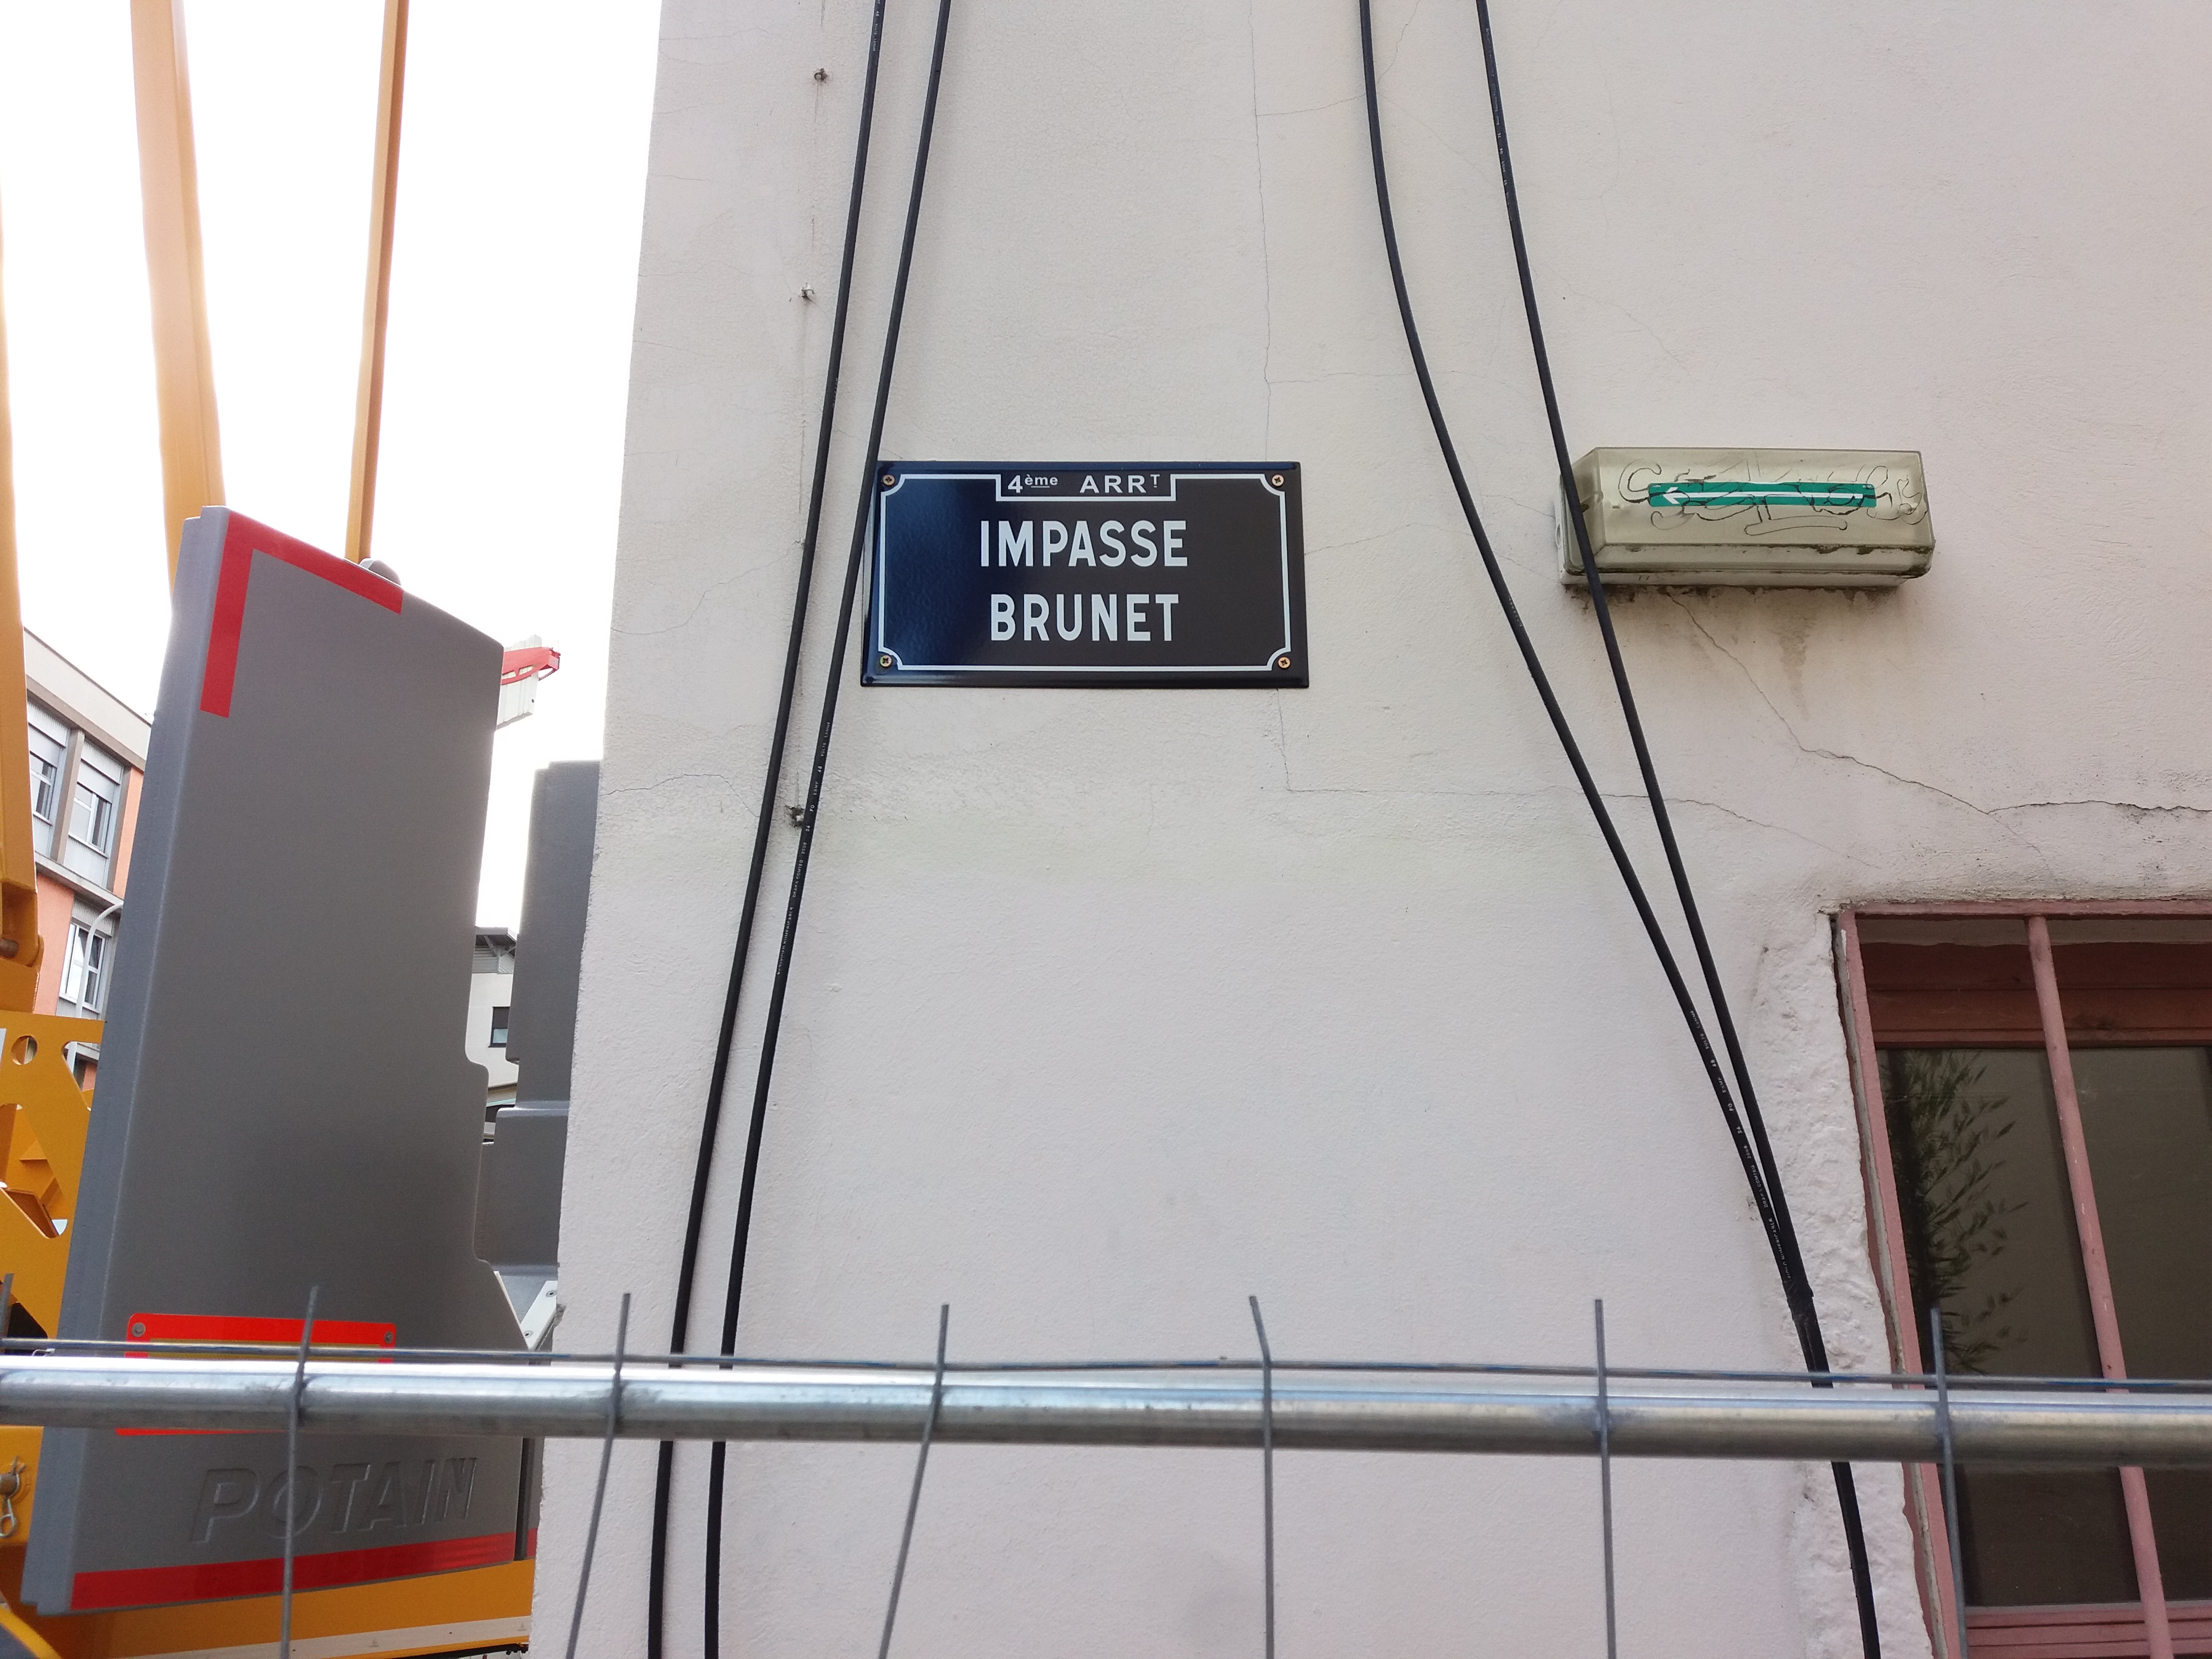 4ème ARRT
IMPASSE
BRUNET
POTAIN